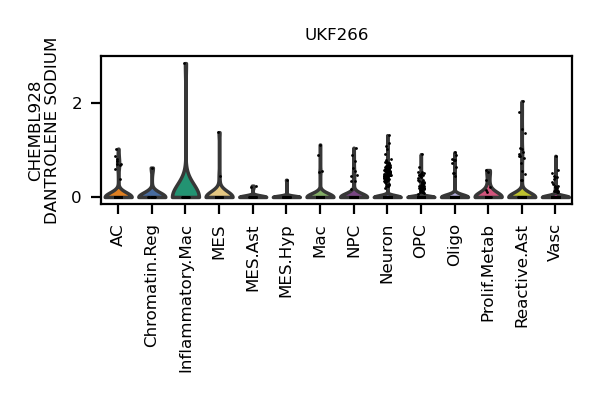 UKF266
CHEMBL928
DANTROLENE SODIUM
2
0
AC
Chromatin.Reg
Inflammatory.Mac
MES
MES.Ast
MES.Hyp
Mac
NPC
Neuron
OPC
Oligo
Prolif.Metab
Reactive.Ast
Vasc